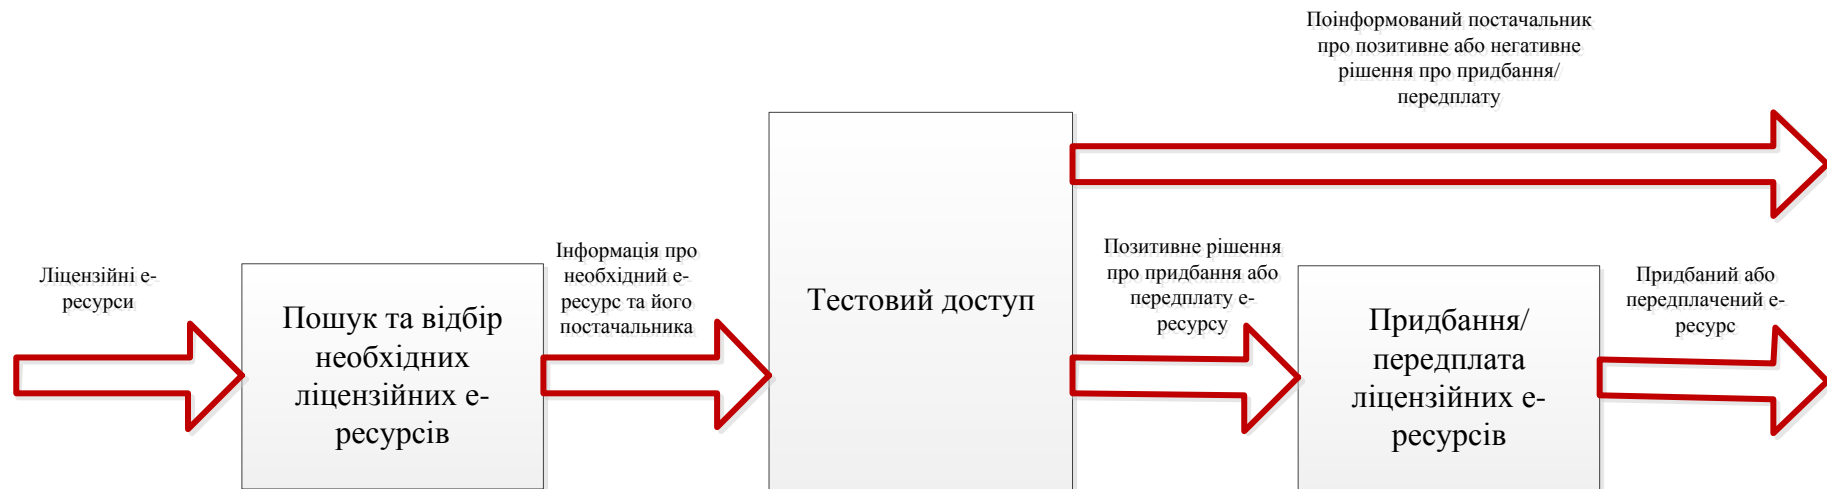 Поінформований постачальник
про позитивне або негативне
рішення про придбання/
передплату
Ліцензійні е-
ресурси
Пошук та відбір
необхідних
ліцензійних е-
ресурсів
Інформація про
необхідний е-
ресурс та його
постачальника
Тестовий доступ
Позитивне рішення
про придбання або
передплату е-
ресурсу
Придбання/
передплата
ліцензійних е-
ресурсів
Придбаний або
передплачений е-
ресурс